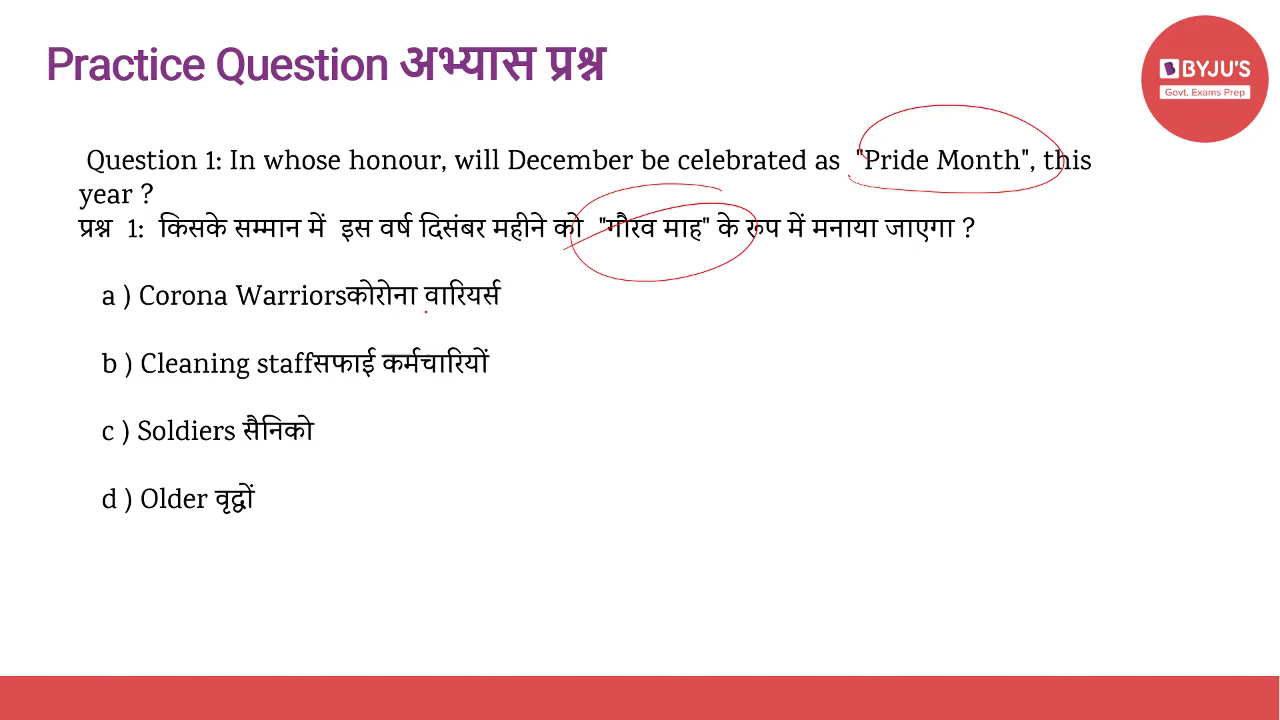 Practice Question अभ्यास प्रश्न
BYJU'S
Govt. Exams Prep
Question 1: In whose honour, will December be celebrated as "Pride Month", this
year ?
प्रश्न 1: किसके सम्मान में इस वर्ष दिसंबर महीने को "गौरव माह" के रूप में मनाया जाएगा ?
a ) Corona Warriorsकोरोना वारियर्स
b ) Cleaning staffसफाई कर्मचारियों
c ) Soldiers सैनिको
d ) Older वृद्धों